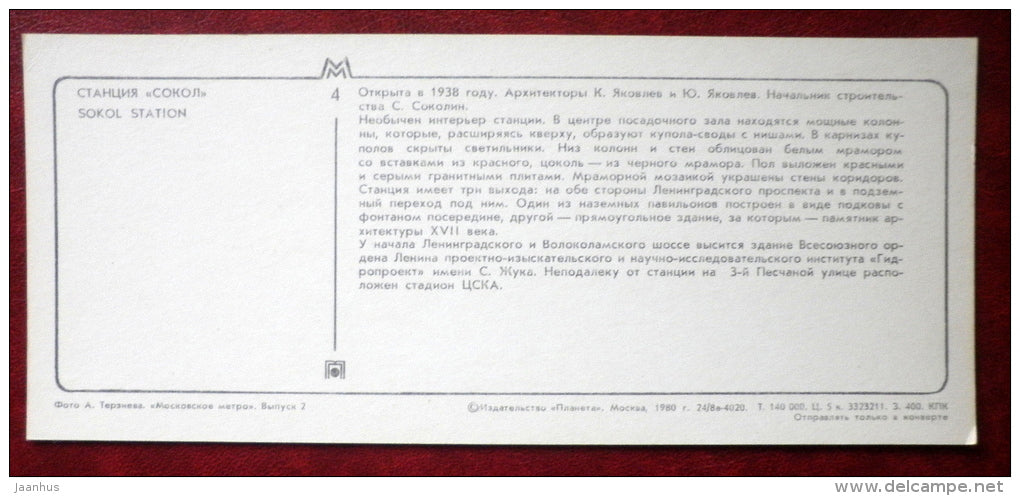 СТАНЦИЯ «СОКОЛ»
SOKOL STATION
4
Открыта в 1938 году. Архитекторы К. Яковлев и Ю. Яковлев. Начальник строитель-
ства С. Соколин.
Необычен интерьер станции. В центре посадочного зала находятся мощные колон-
ны, которые, расширяясь кверху, образуют купола-своды с нишами. В карнизах ку-
полов скрыты светильники. Низ колонн и стен облицован белым мрамором
со вставками из красного, цоколь — из черного мрамора. Пол выложен красными
и серыми гранитными плитами. Мраморной мозаикой украшены стены коридоров.
Станция имеет три выхода: на обе стороны Ленинградского проспекта и в подзем-
ный переход под ним. Один из наземных павильонов построен в виде подковы с
фонтаном посередине, другой — прямоугольное здание, за которым — памятник ар-
хитектуры XVII века.
У начала Ленинградского и Волоколамского шоссе высится здание Всесоюзного ор-
дена Ленина проектно-изыскательского и научно-исследовательского института «Гид-
ропроект» имени С. Жука. Неподалеку от станции на 3-й Песчаной улице распо-
ложен стадион ЦСКА.
Фото А. Терзиева. «Московское метро». Выпуск 2
©Издательство «Планета». Москва, 1980 г. 24/8а-4020. Т. 140 000. Ц. 5 к. 3323211. З. 400. КПК
Отправлять только в конверте
jaanhus
delcampe.net